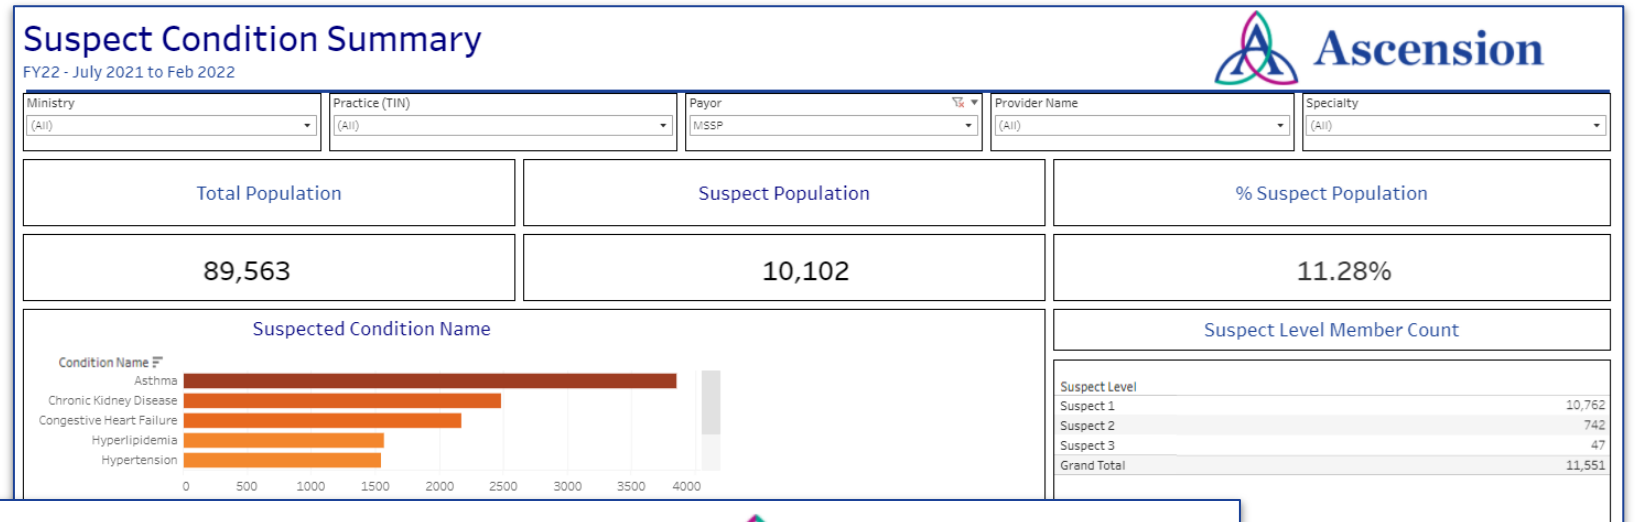 Suspect Condition Summary
FY22 - July 2021 to Feb 2022
Ascension
Ministry
(All)
Practice (TIN)
(All)
Payor
MSSP
Provider Name
(All)
Specialty
(All)
Total Population
Suspect Population
% Suspect Population
89,563
10,102
11.28%
Suspected Condition Name
Condition Name
Asthma
Chronic Kidney Disease
Congestive Heart Failure
Hyperlipidemia
Hypertension
0 500 1000 1500 2000 2500 3000 3500 4000
Suspect Level Member Count
Suspect Level
Suspect 1 10,762
Suspect 2 742
Suspect 3 47
Grand Total 11,551